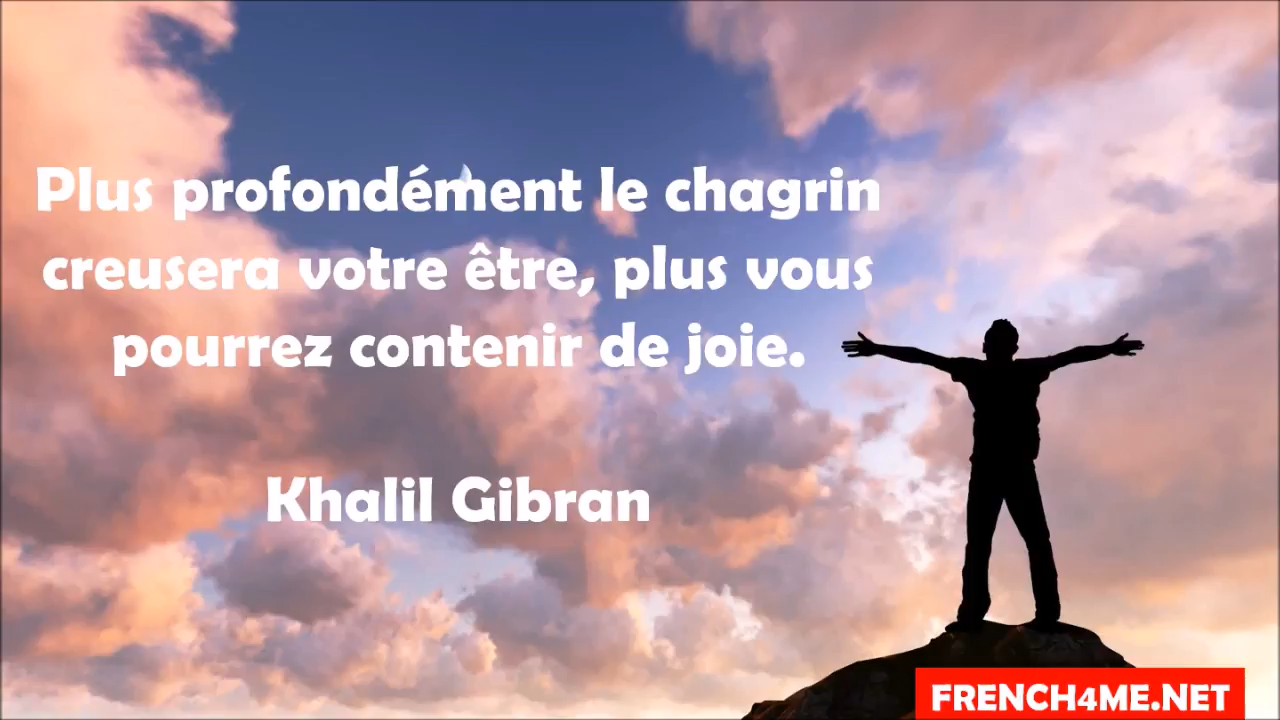 Plus profondément le chagrin
creusera votre être, plus vous
pourrez contenir de joie.
Khalil Gibran
FRENCH4ME.NET